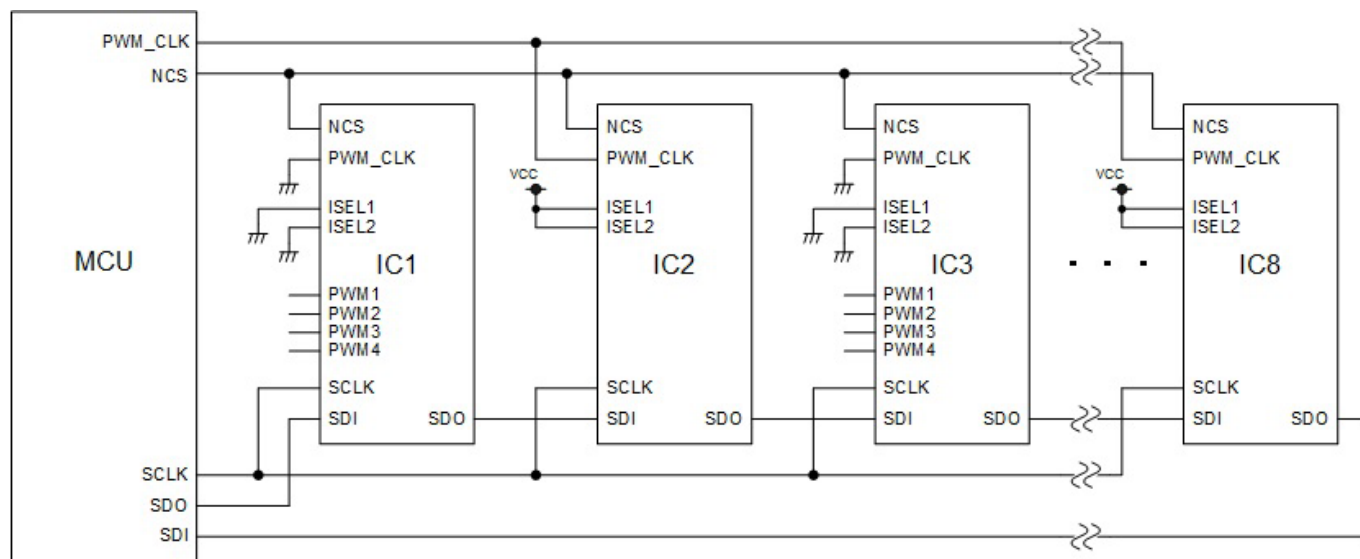 PWM_CLK
NCS
MCU
SCLK
SDO
SDI
NCS
PWM_CLK
ISEL1
ISEL2
IC1
PWM1
PWM2
PWM3
PWM4
SCLK
SDI SDO
NCS
PWM_CLK
VCC
ISEL1
ISEL2
IC2
SCLK
SDI SDO
NCS
PWM_CLK
ISEL1
ISEL2
IC3
PWM1
PWM2
PWM3
PWM4
SCLK
SDI SDO
. . .
NCS
PWM_CLK
VCC
ISEL1
ISEL2
IC8
SCLK
SDI SDO